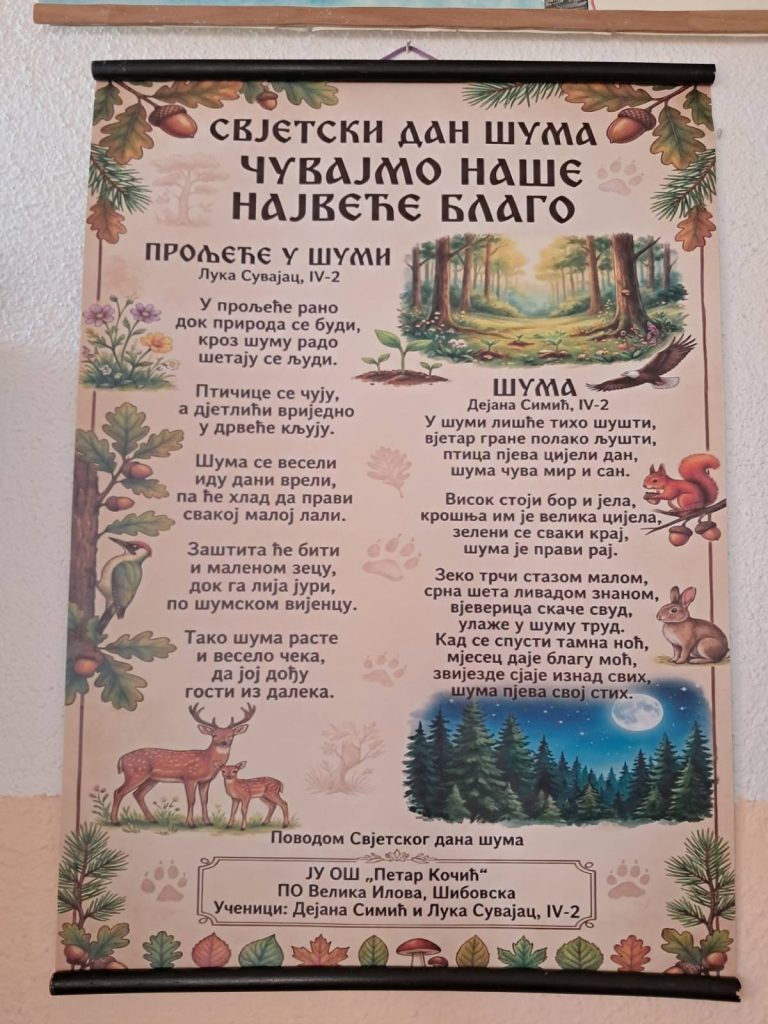 СВЈЕТСКИ ДАН ШУМА
ЧУВАЈМО НАШЕ
НАЈВЕЋЕ БЛАГО
ПРОЉЕЋЕ У ШУМИ
Лука Сувајац, IV-2
У прољеће рано
док природа се буди,
кроз шуму радо
шетају се људи.
Птичице се чују,
а дјетлићи вриједно
у дрвеће кљују.
Шума се весели
иду дани врели,
па ће хлад да прави
свакој малој лали.
Заштита ће бити
и маленом зецу,
док га лија јури,
по шумском вијенцу.
Тако шума расте
и весело чека,
да јој дођу
гости из далека.
ШУМА
Дејана Симић, IV-2
У шуми лишће тихо шушти,
вјетар гране полако љушти,
птица пјева цијели дан,
шума чува мир и сан.
Висок стоји бор и јела,
крошња им је велика цијела,
зелени се сваки крај,
шума је прави рај.
Зеко трчи стазом малом,
срна шета ливадом знаном,
вјеверица скаче свуд,
улаже у шуму труд.
Кад се спусти тамна ноћ,
мјесец даје благу моћ,
звијезде сјаје изнад свих,
шума пјева свој стих.
Поводом Свјетског дана шума
ЈУ ОШ „Петар Кочић“
ПО Велика Илова, Шибовска
Ученици: Дејана Симић и Лука Сувајац, IV-2